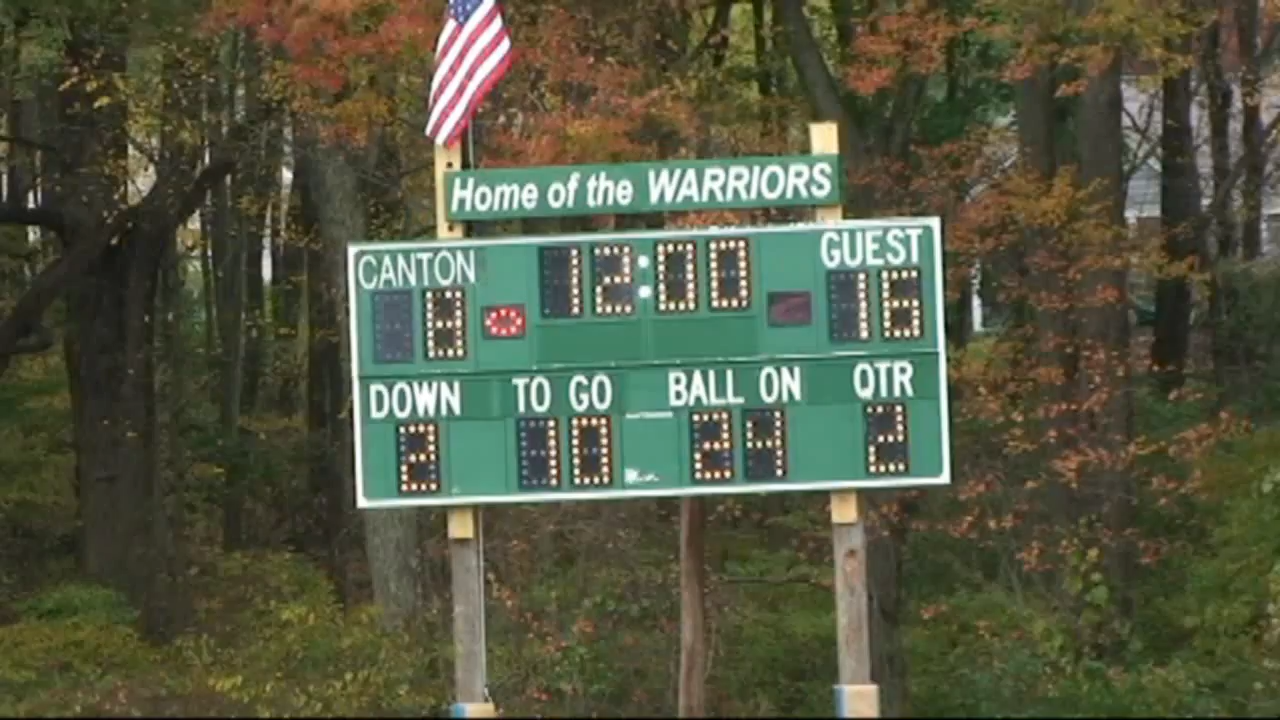 Home of the WARRIORS
CANTON 12:00 GUEST
8 16
DOWN TO GO BALL ON QTR
2 10 24 2